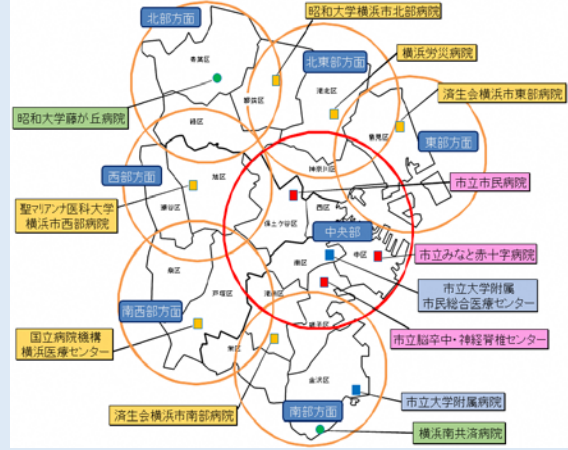 北部方面
昭和大学横浜市北部病院
北東部方面
横浜労災病院
青葉区
都筑区
港北区
済生会横浜市東部病院
昭和大学藤が丘病院
緑区
鶴見区
東部方面
西部方面
旭区
神奈川区
市立市民病院
瀬谷区
西区
聖マリアンナ医科大学
横浜市西部病院
保土ケ谷区
中央部
南区
中区
市立みなと赤十字病院
泉区
戸塚区
港南区
市立大学附属
市民総合医療センター
南西部方面
磯子区
市立脳卒中・神経脊椎センター
国立病院機構
横浜医療センター
栄区
金沢区
済生会横浜市南部病院
南部方面
市立大学附属病院
横浜南共済病院